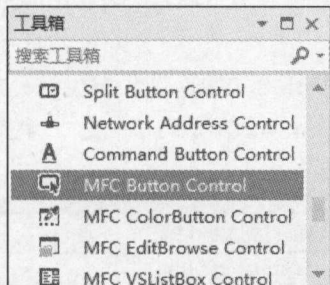 工具箱
搜索工具箱
Split Button Control
Network Address Control
Command Button Control
MFC Button Control
MFC ColorButton Control
MFC EditBrowse Control
MFC VSListBox Control